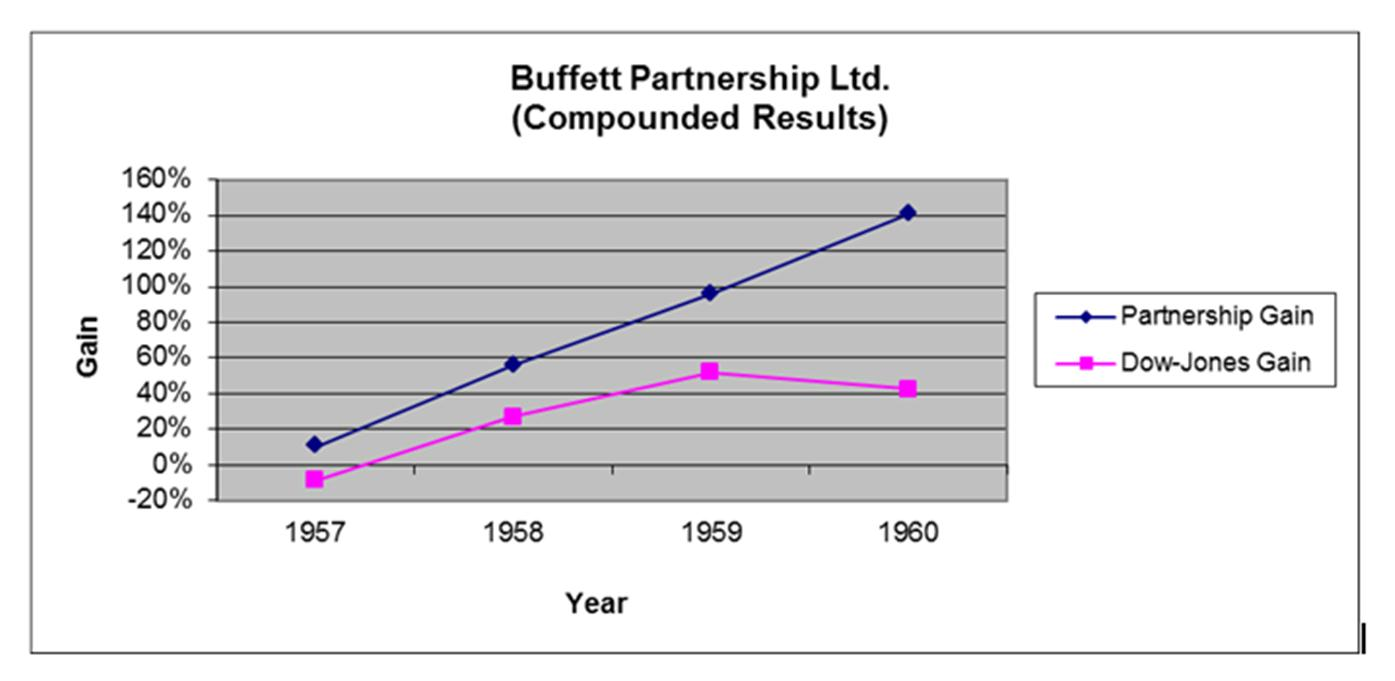 Buffett Partnership Ltd.
(Compounded Results)
160%
140%
120%
100%
80%
60%
40%
20%
0%
-20%
Gain
1957 1958 1959 1960
Year
Partnership Gain
Dow-Jones Gain